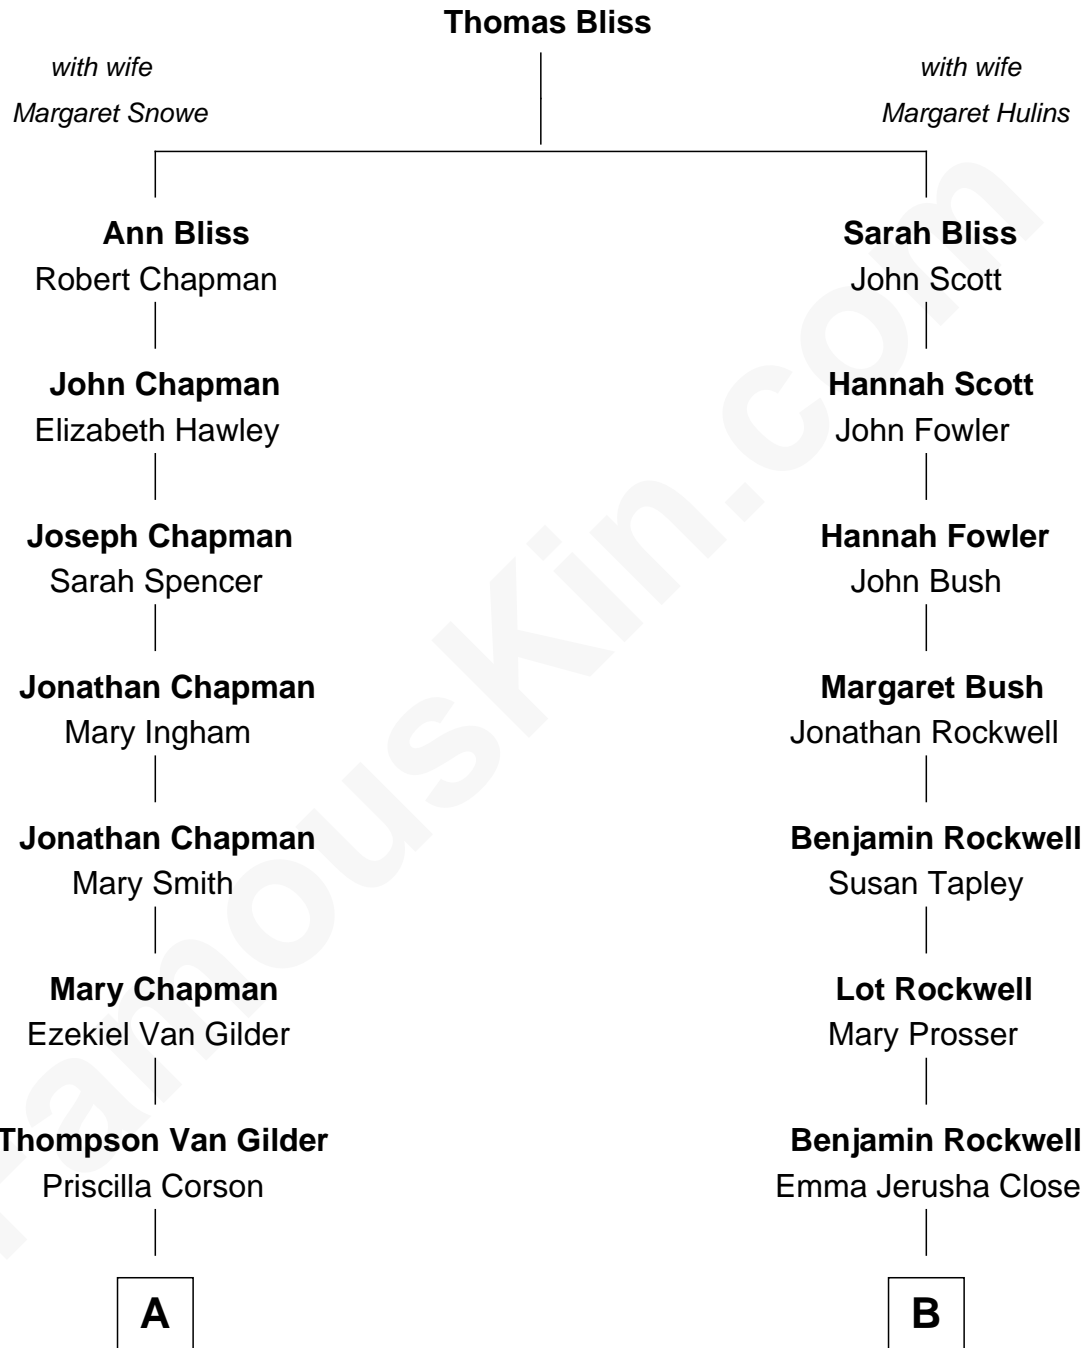 Thomas Bliss
with wife
Margaret Snowe
with wife
Margaret Hulins
Ann Bliss
Robert Chapman
Sarah Bliss
John Scott
John Chapman
Elizabeth Hawley
Hannah Scott
John Fowler
Joseph Chapman
Sarah Spencer
Hannah Fowler
John Bush
Jonathan Chapman
Mary Ingham
Margaret Bush
Jonathan Rockwell
Jonathan Chapman
Mary Smith
Benjamin Rockwell
Susan Tapley
Mary Chapman
Ezekiel Van Gilder
Lot Rockwell
Mary Prosser
Thompson Van Gilder
Priscilla Corson
Benjamin Rockwell
Emma Jerusha Close
A
B
FamousKin.com